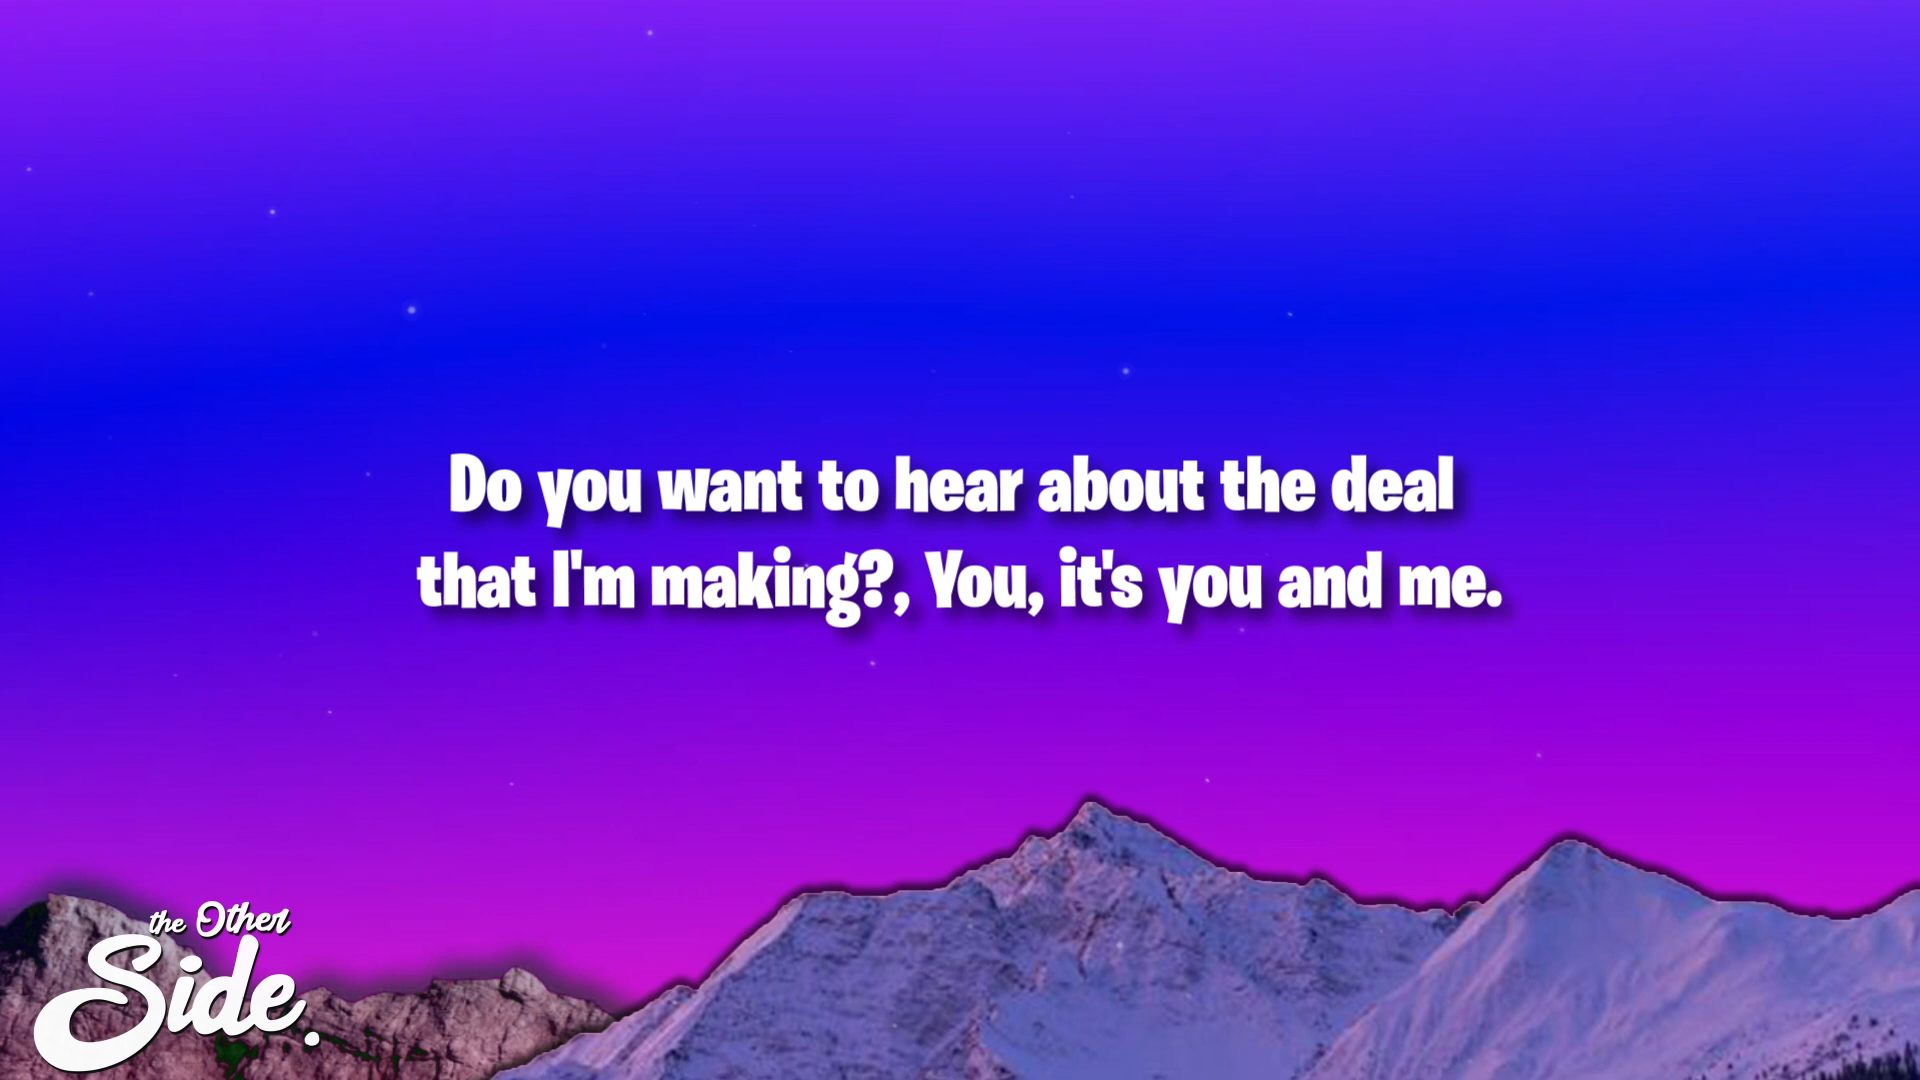 Do you want to hear about the deal
that I'm making?, You, it's you and me.
the Other
Side.